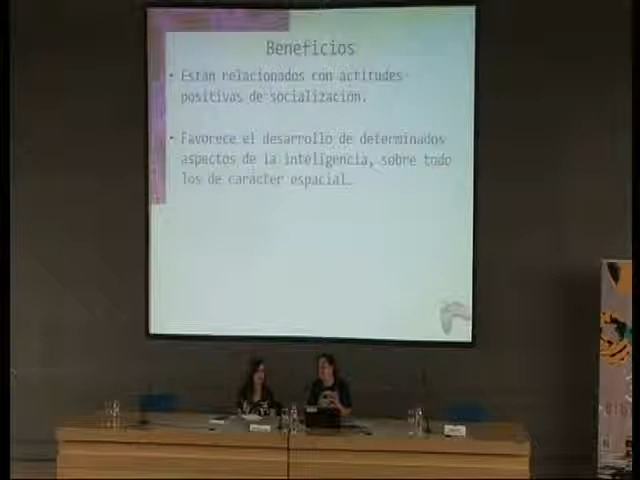 Beneficios
• Están relacionados con actitudes
positivas de socialización.
• Favorece el desarrollo de determinados
aspectos de la inteligencia, sobre todo
los de carácter espacial.